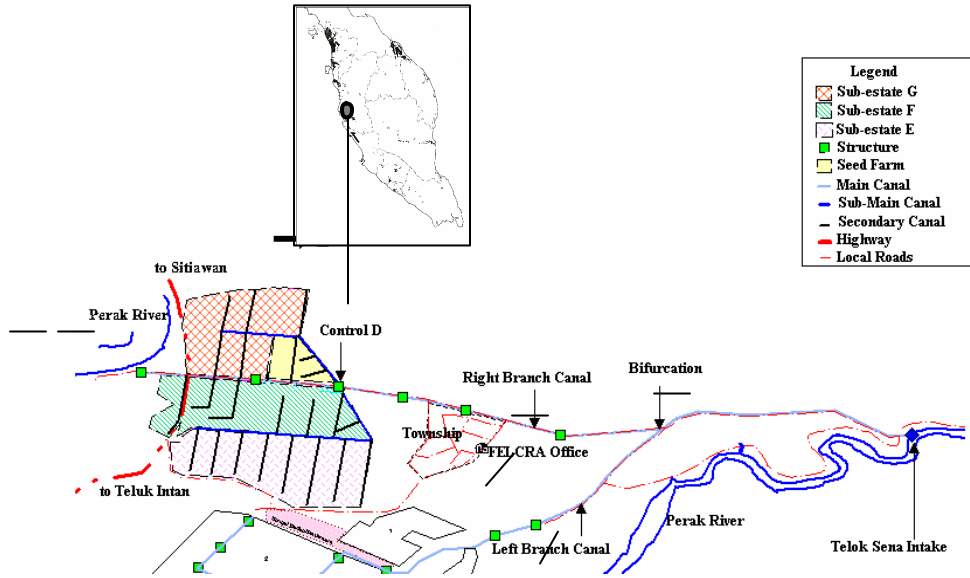 Legend
Sub-estate G
Sub-estate F
Sub-estate E
Structure
Seed Farm
Main Canal
Sub-Main Canal
Secondary Canal
Highway
Local Roads
to Sitiawan
Perak River
Control D
Right Branch Canal
Bifurcation
Township
FELCRA Office
to Teluk Intan
Perak River
Left Branch Canal
Telok Sena Intake
1
2